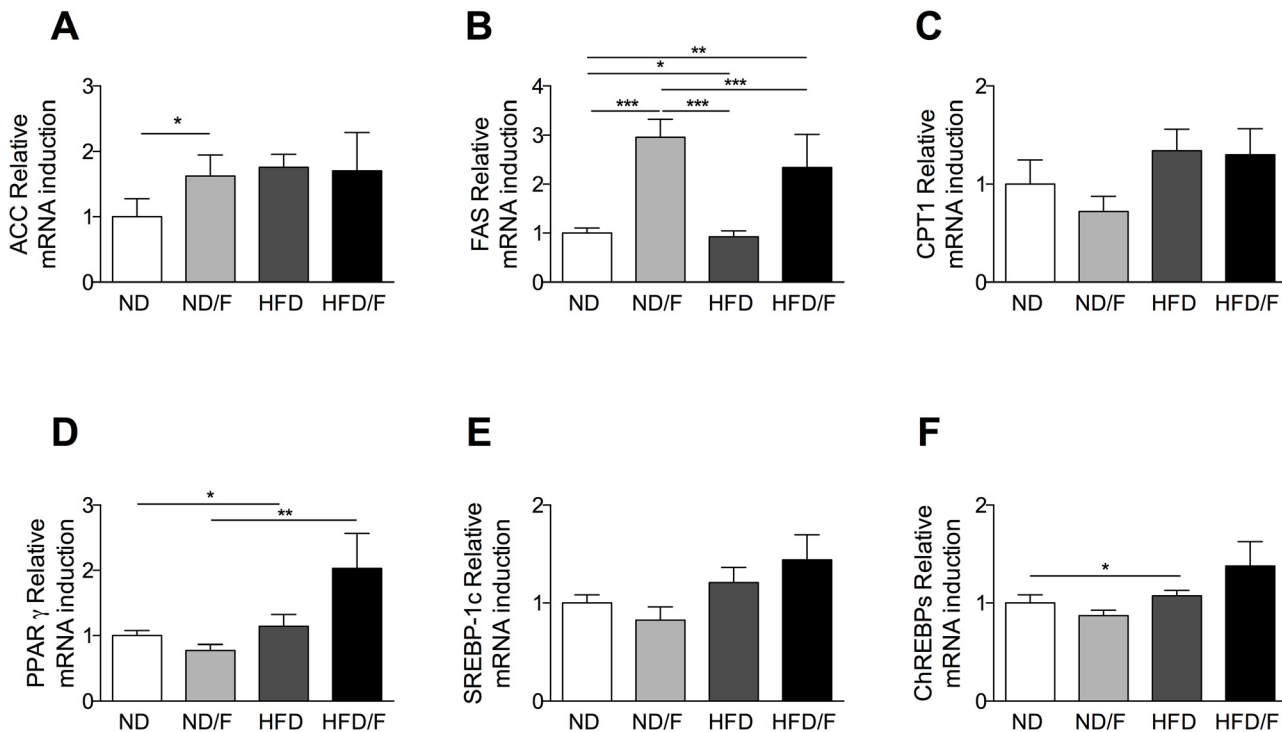 A
ACC Relative
mRNA induction
3
2
1
0
*
ND
ND/F
HFD
HFD/F
B
FAS Relative
mRNA induction
4
3
2
1
0
**
*
***
***
***
ND
ND/F
HFD
HFD/F
C
CPT1 Relative
mRNA induction
2
1
0
ND
ND/F
HFD
HFD/F
D
PPAR γ Relative
mRNA induction
3
2
1
0
*
**
ND
ND/F
HFD
HFD/F
E
SREBP-1c Relative
mRNA induction
2
1
0
ND
ND/F
HFD
HFD/F
F
ChREBPs Relative
mRNA induction
2
1
0
*
ND
ND/F
HFD
HFD/F